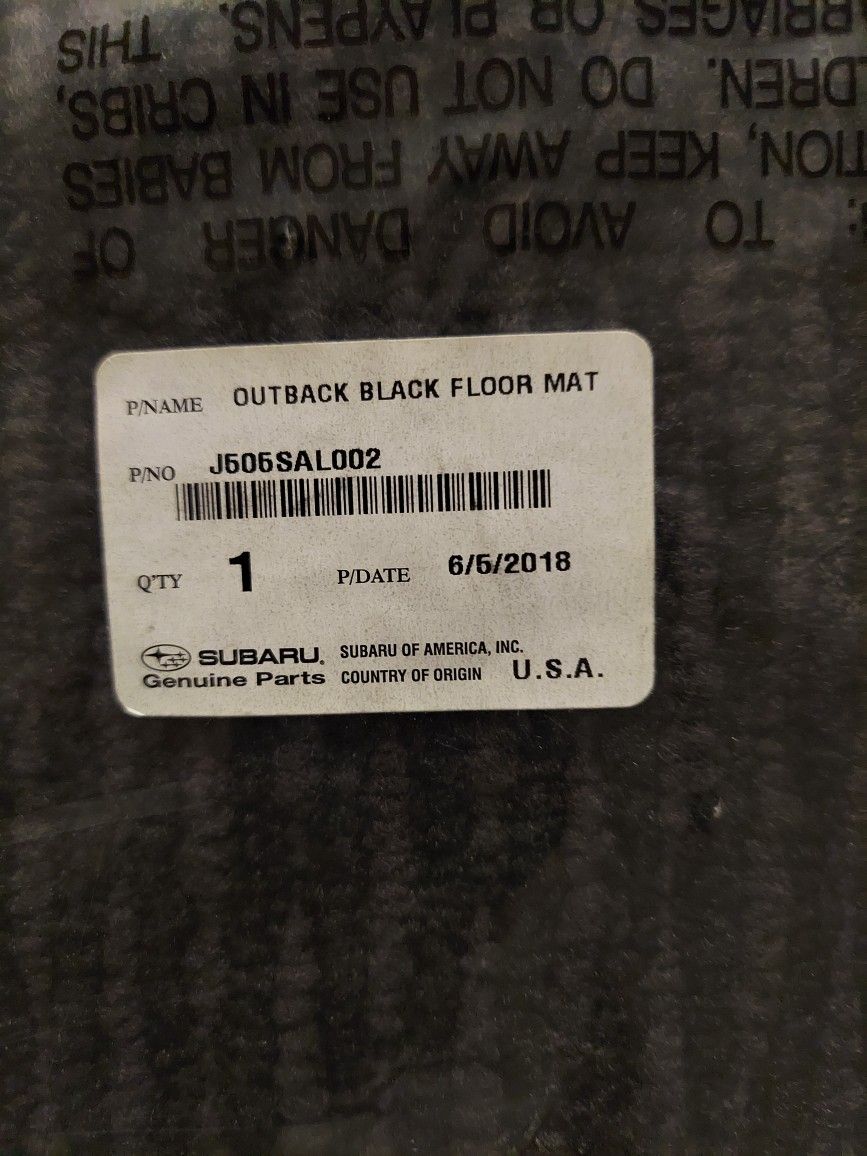 : TO AVOID DANGER OF
TION, KEEP AWAY FROM BABIES
LDREN. DO NOT USE IN CRIBS,
RRIAGES OR PLAYPENS. THIS
P/NAME OUTBACK BLACK FLOOR MAT
P/NO J505SAL002
Q'TY 1 P/DATE 6/5/2018
SUBARU. SUBARU OF AMERICA, INC.
Genuine Parts COUNTRY OF ORIGIN U.S.A.